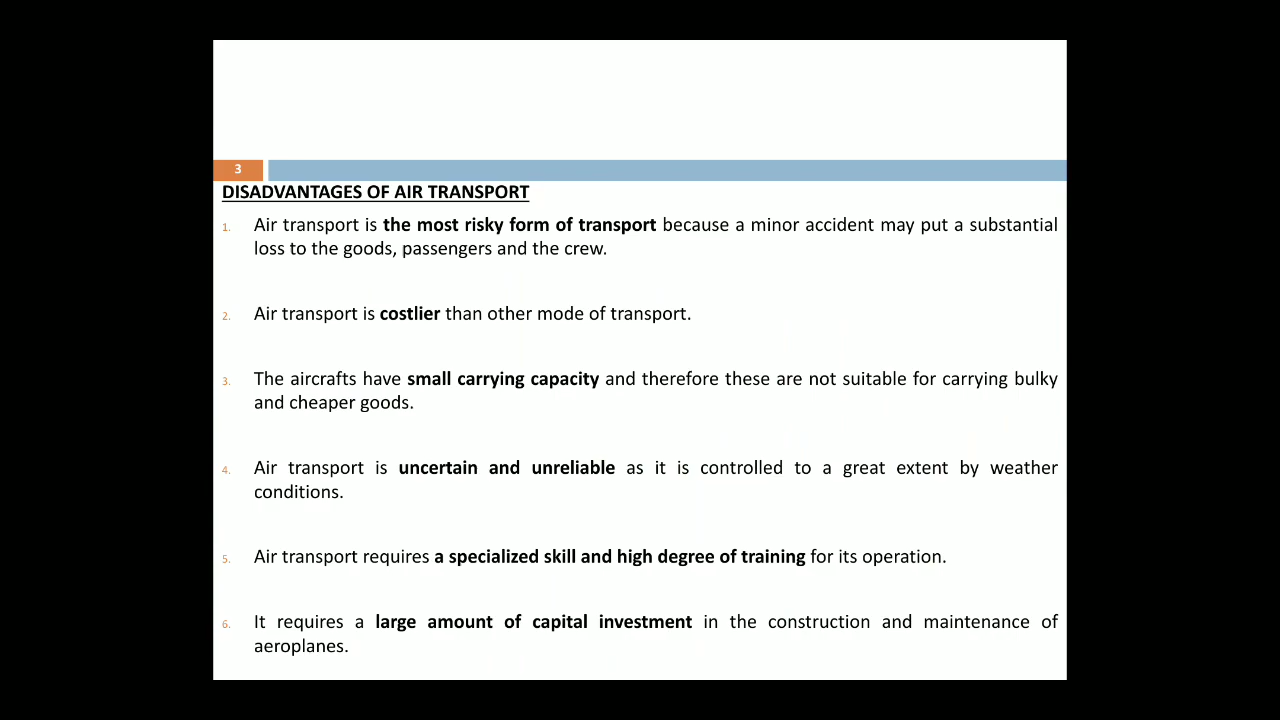 3
DISADVANTAGES OF AIR TRANSPORT
1. Air transport is the most risky form of transport because a minor accident may put a substantial
loss to the goods, passengers and the crew.
2. Air transport is costlier than other mode of transport.
3. The aircrafts have small carrying capacity and therefore these are not suitable for carrying bulky
and cheaper goods.
4. Air transport is uncertain and unreliable as it is controlled to a great extent by weather
conditions.
5. Air transport requires a specialized skill and high degree of training for its operation.
6. It requires a large amount of capital investment in the construction and maintenance of
aeroplanes.